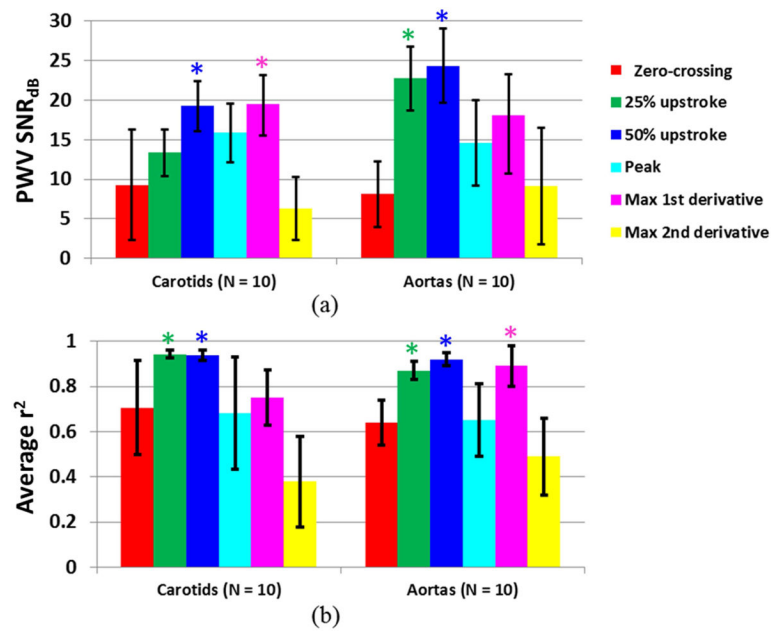 PWV SNRdB
30
25
20
15
10
5
0
* * * *
Carotids (N = 10) Aortas (N = 10)
(a)
Zero-crossing
25% upstroke
50% upstroke
Peak
Max 1st derivative
Max 2nd derivative
Average r²
1
0.8
0.6
0.4
0.2
0
* * * * *
Carotids (N = 10) Aortas (N = 10)
(b)